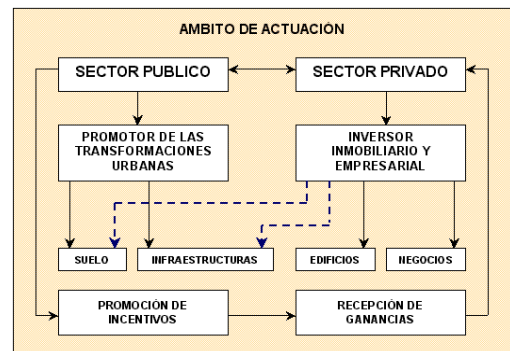 AMBITO DE ACTUACIÓN
SECTOR PUBLICO
SECTOR PRIVADO
PROMOTOR DE LAS
TRANSFORMACIONES
URBANAS
INVERSOR
INMOBILIARIO Y
EMPRESARIAL
SUELO
INFRAESTRUCTURAS
EDIFICIOS
NEGOCIOS
PROMOCIÓN DE
INCENTIVOS
RECEPCIÓN DE
GANANCIAS